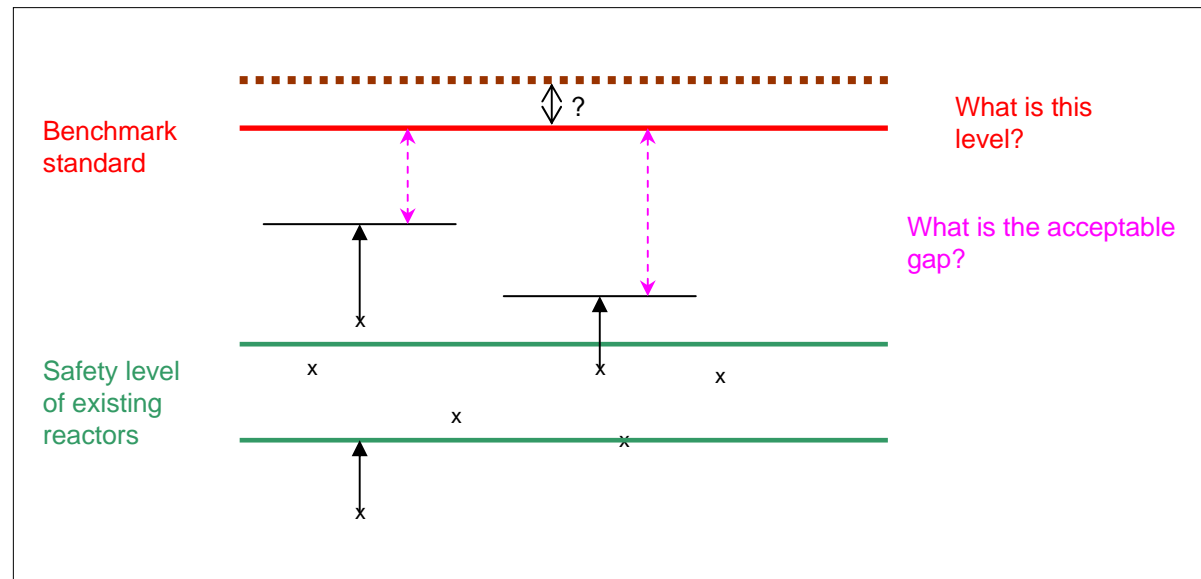 ?
Benchmark
standard
What is this
level?
What is the acceptable
gap?
x
Safety level
of existing
reactors
x
x
x
x
x
x